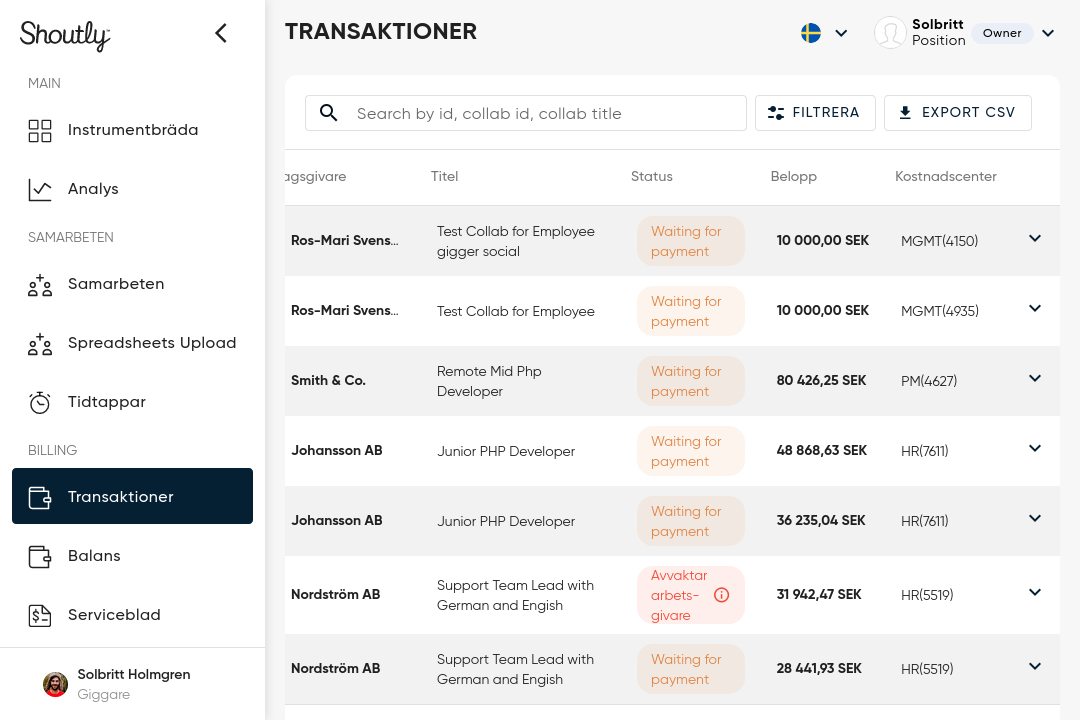 Shoutly
MAIN
Instrumentbräda
Analys
SAMARBETEN
Samarbeten
Spreadsheets Upload
Tidtappar
BILLING
Transaktioner
Balans
Serviceblad
Solbritt Holmgren
Giggare
TRANSAKTIONER
Solbritt
Position
Owner
Search by id, collab id, collab title
FILTRERA
EXPORT CSV
agsgivare Titel Status Belopp Kostnadscenter
Ros-Mari Svens... Test Collab for Employee gigger social Waiting for payment 10 000,00 SEK MGMT(4150)
Ros-Mari Svens... Test Collab for Employee Waiting for payment 10 000,00 SEK MGMT(4935)
Smith & Co. Remote Mid Php Developer Waiting for payment 80 426,25 SEK PM(4627)
Johansson AB Junior PHP Developer Waiting for payment 48 868,63 SEK HR(7611)
Johansson AB Junior PHP Developer Waiting for payment 36 235,04 SEK HR(7611)
Nordström AB Support Team Lead with German and Engish Avvaktar arbets-givare 31 942,47 SEK HR(5519)
Nordström AB Support Team Lead with German and Engish Waiting for payment 28 441,93 SEK HR(5519)